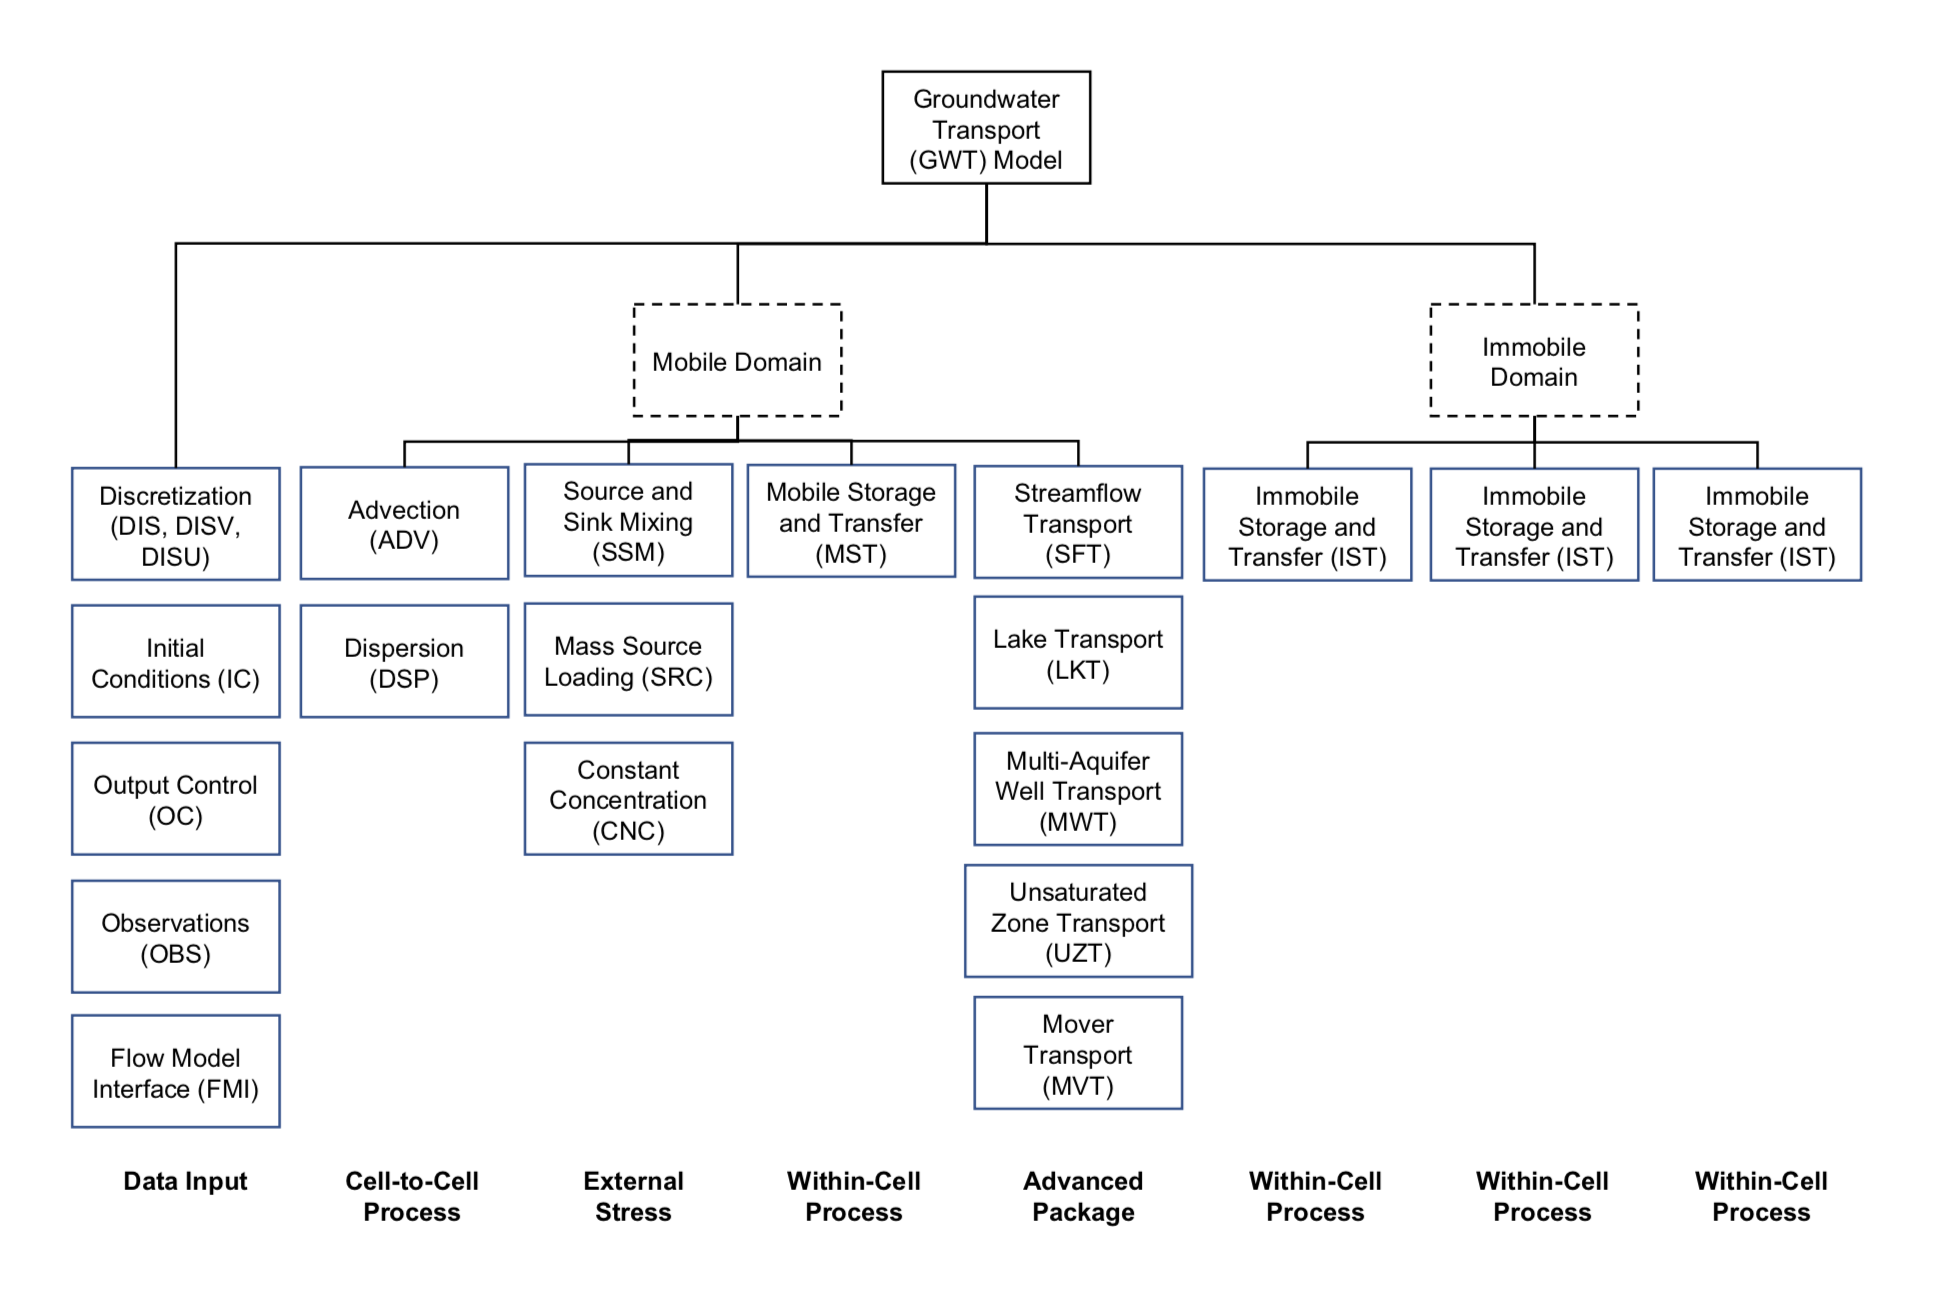 Groundwater
Transport
(GWT) Model
Mobile Domain
Immobile
Domain
Discretization
(DIS, DISV,
DISU)
Advection
(ADV)
Source and
Sink Mixing
(SSM)
Mobile Storage
and Transfer
(MST)
Streamflow
Transport
(SFT)
Immobile
Storage and
Transfer (IST)
Immobile
Storage and
Transfer (IST)
Immobile
Storage and
Transfer (IST)
Initial
Conditions (IC)
Dispersion
(DSP)
Mass Source
Loading (SRC)
Lake Transport
(LKT)
Output Control
(OC)
Constant
Concentration
(CNC)
Multi-Aquifer
Well Transport
(MWT)
Observations
(OBS)
Unsaturated
Zone Transport
(UZT)
Flow Model
Interface (FMI)
Mover
Transport
(MVT)
Data Input
Cell-to-Cell
Process
External
Stress
Within-Cell
Process
Advanced
Package
Within-Cell
Process
Within-Cell
Process
Within-Cell
Process